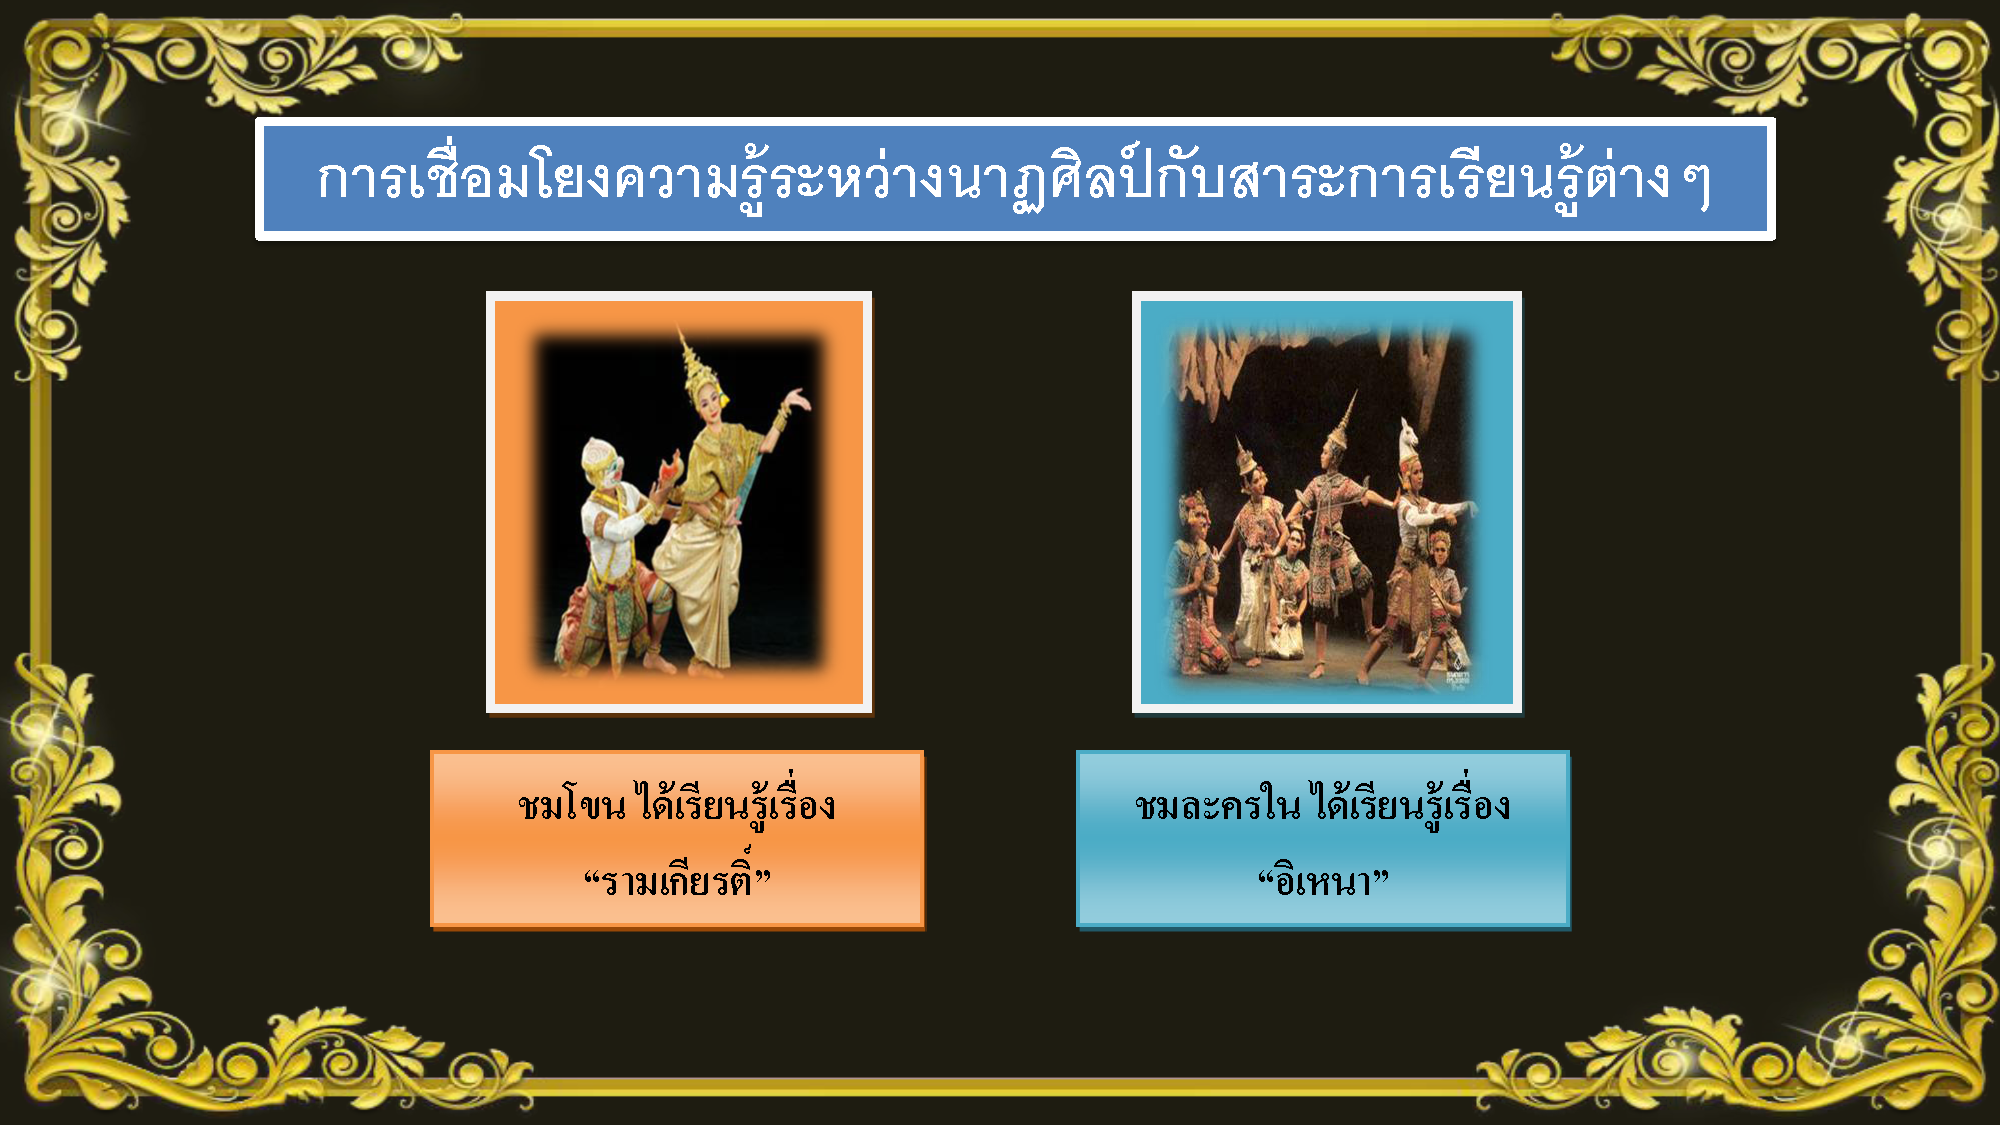 การเชื่อมโยงความรู้ระหว่างนาฏศิลป์กับสาระการเรียนรู้ต่าง ๆ
ชมโขน ได้เรียนรู้เรื่อง
“รามเกียรติ์”
ชมละครใน ได้เรียนรู้เรื่อง
“อิเหนา”